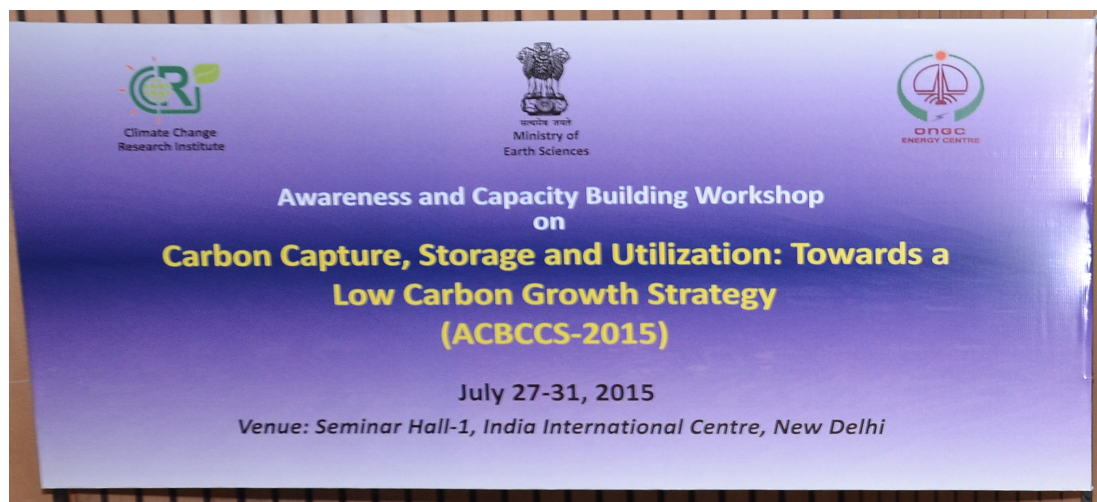 Climate Change
Research Institute
सत्यमेव जयते
Ministry of
Earth Sciences
ONGC
ENERGY CENTRE
Awareness and Capacity Building Workshop
on
Carbon Capture, Storage and Utilization: Towards a
Low Carbon Growth Strategy
(ACBCCS-2015)
July 27-31, 2015
Venue: Seminar Hall-1, India International Centre, New Delhi